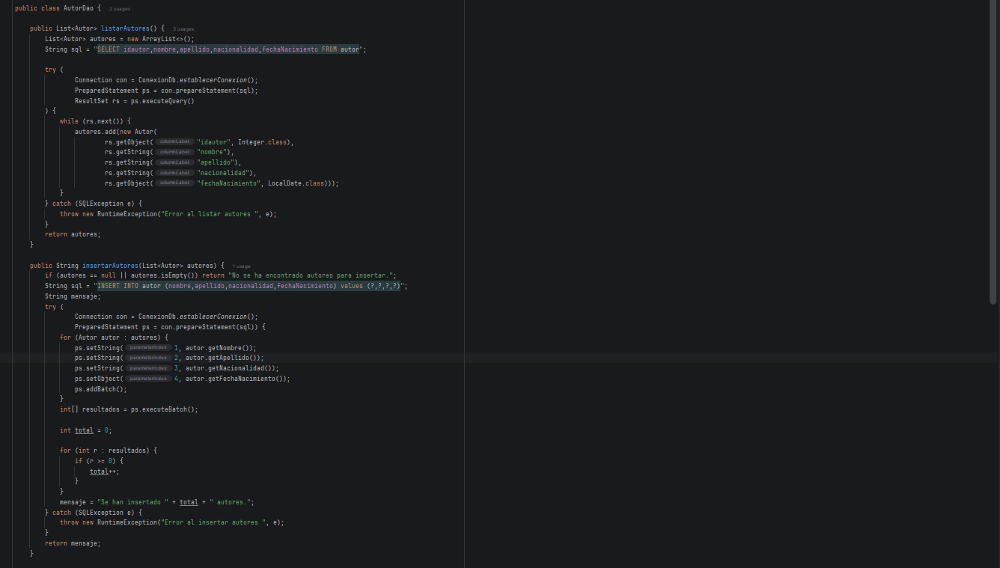 public class AutorDao { 2 usages
public List<Autor> listarAutores() { 3 usages
List<Autor> autores = new ArrayList<>();
String sql = "SELECT idautor,nombre,apellido,nacionalidad,fechaNacimiento FROM autor";
try (
Connection con = ConexionDb.establecerConexion();
PreparedStatement ps = con.prepareStatement(sql);
ResultSet rs = ps.executeQuery()
) {
while (rs.next()) {
autores.add(new Autor(
rs.getObject( columnLabel "idautor", Integer.class),
rs.getString( columnLabel "nombre"),
rs.getString( columnLabel "apellido"),
rs.getString( columnLabel "nacionalidad"),
rs.getObject( columnLabel "fechaNacimiento", LocalDate.class)));
}
} catch (SQLException e) {
throw new RuntimeException("Error al listar autores ", e);
}
return autores;
}
public String insertarAutores(List<Autor> autores) { 1 usage
if (autores == null || autores.isEmpty()) return "No se ha encontrado autores para insertar.";
String sql = "INSERT INTO autor (nombre,apellido,nacionalidad,fechaNacimiento) values (?,?,?,?)";
String mensaje;
try (
Connection con = ConexionDb.establecerConexion();
PreparedStatement ps = con.prepareStatement(sql)) {
for (Autor autor : autores) {
ps.setString( parameterIndex 1, autor.getNombre());
ps.setString( parameterIndex 2, autor.getApellido());
ps.setString( parameterIndex 3, autor.getNacionalidad());
ps.setObject( parameterIndex 4, autor.getFechaNacimiento());
ps.addBatch();
}
int[] resultados = ps.executeBatch();
int total = 0;
for (int r : resultados) {
if (r >= 0) {
total++;
}
}
mensaje = "Se han insertado " + total + " autores.";
} catch (SQLException e) {
throw new RuntimeException("Error al insertar autores ", e);
}
return mensaje;
}